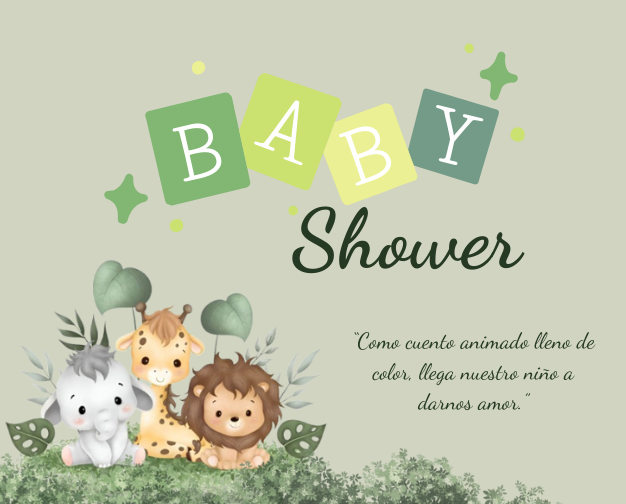 BABY
Shower
“Como cuento animado lleno de
color, llega nuestro niño a
darnos amor.”